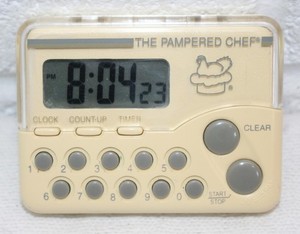 THE PAMPERED CHEF®
PM 8:04 23
CLOCK COUNT-UP TIMER
CLEAR
1 2 3 4 5
6 7 8 9 0 START/STOP